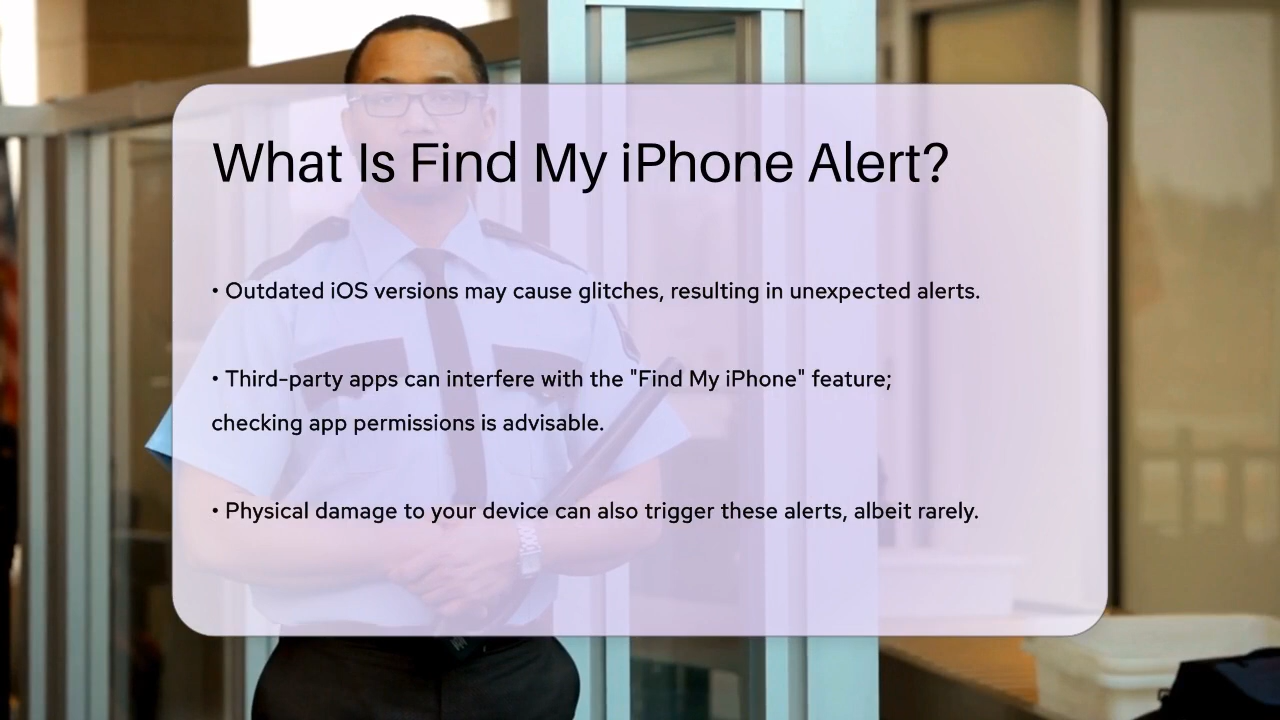 What Is Find My iPhone Alert?
• Outdated iOS versions may cause glitches, resulting in unexpected alerts.
• Third-party apps can interfere with the "Find My iPhone" feature;
checking app permissions is advisable.
• Physical damage to your device can also trigger these alerts, albeit rarely.